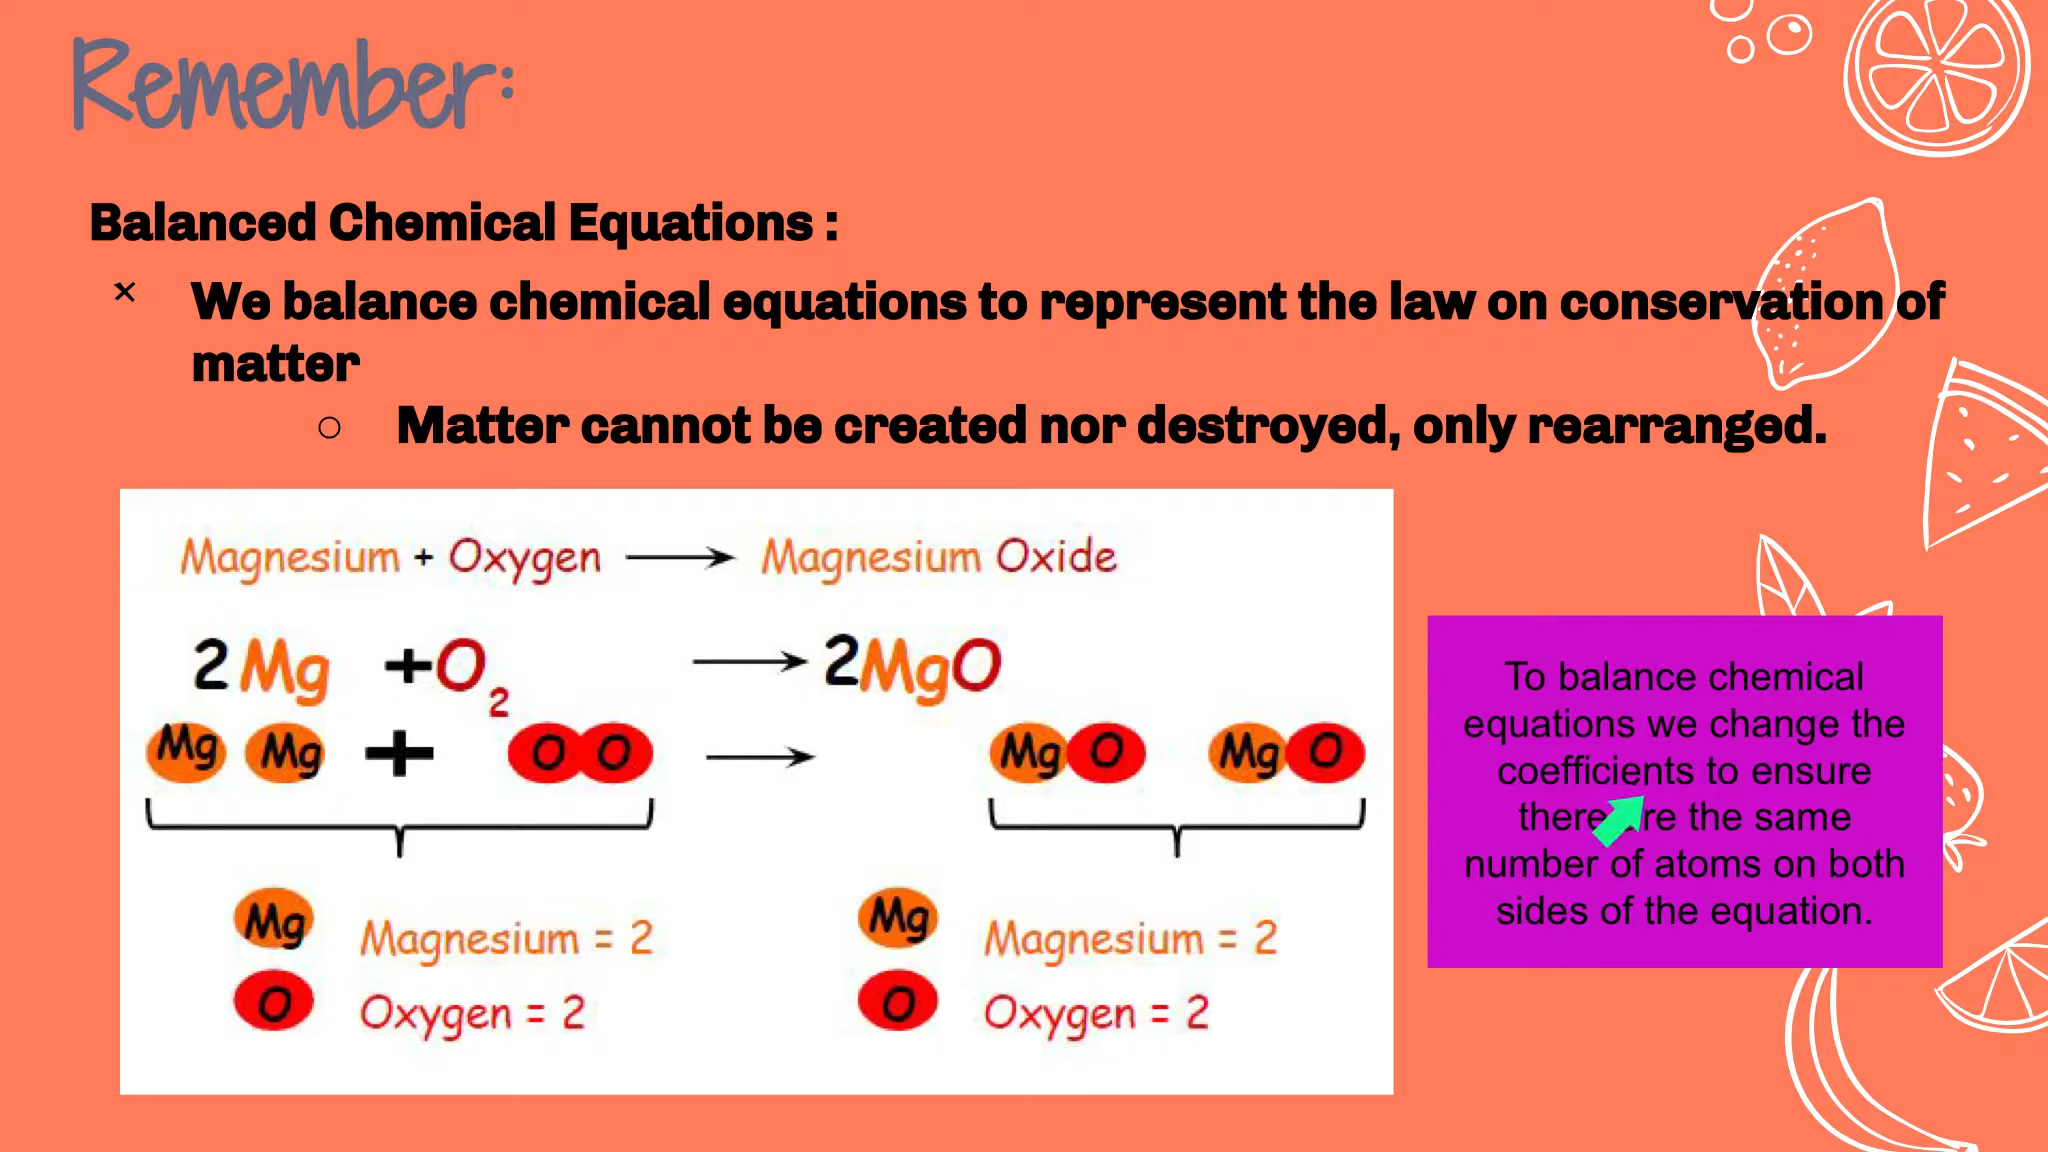 Remember:
Balanced Chemical Equations :
We balance chemical equations to represent the law on conservation of
matter
Matter cannot be created nor destroyed, only rearranged.
Magnesium + Oxygen → Magnesium Oxide
2Mg +O2 → 2MgO
Mg Mg + O O → Mg O Mg O
Mg Magnesium = 2 Mg Magnesium = 2
O Oxygen = 2 O Oxygen = 2
To balance chemical
equations we change the
coefficients to ensure
there are the same
number of atoms on both
sides of the equation.